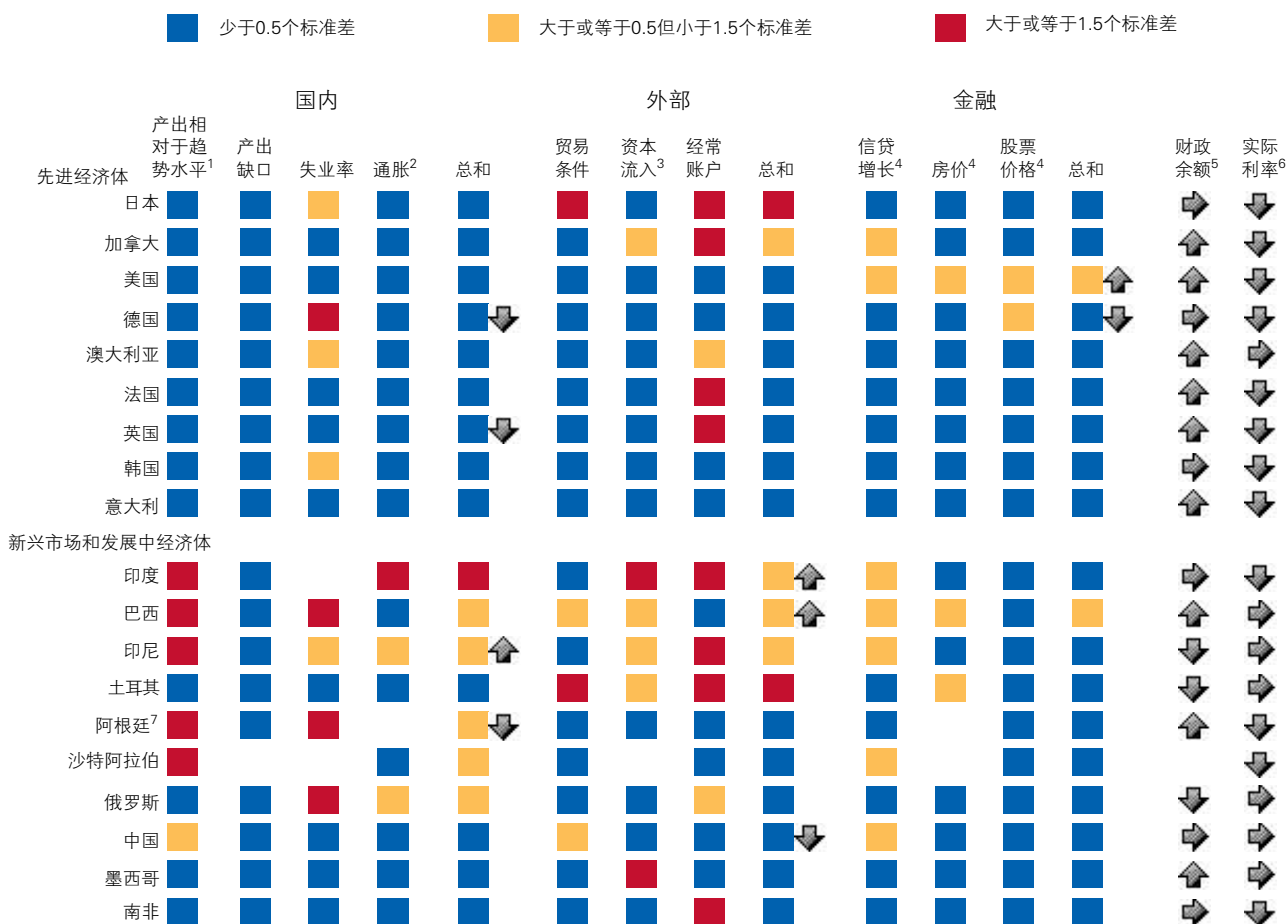 少于0.5个标准差 大于或等于0.5但小于1.5个标准差 大于或等于1.5个标准差
国内 外部 金融
产出相对于趋势水平1 产出缺口 失业率 通胀2 总和 贸易条件 资本流入3 经常账户 总和 信贷增长4 房价4 股票价格4 总和 财政余额5 实际利率6
先进经济体
日本
加拿大
美国
德国
澳大利亚
法国
英国
韩国
意大利
新兴市场和发展中经济体
印度
巴西
印尼
土耳其
阿根廷7
沙特阿拉伯
俄罗斯
中国
墨西哥
南非